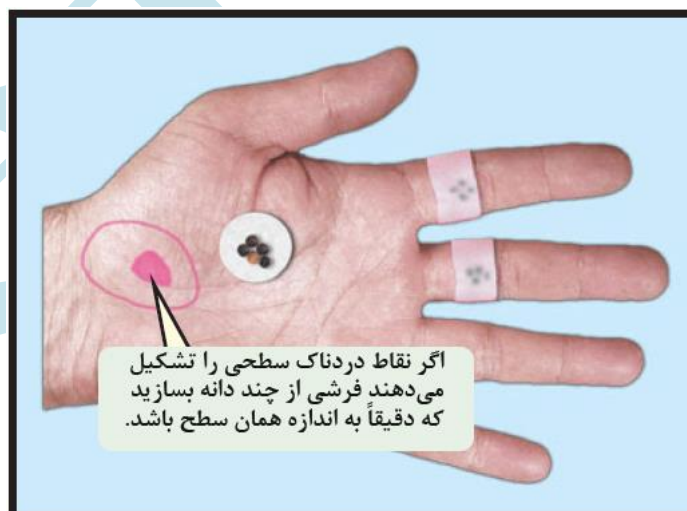 اگر نقاط دردناک سطحی را تشکیل
می‌دهند فرشی از چند دانه بسازید
که دقیقاً به اندازه همان سطح باشد.